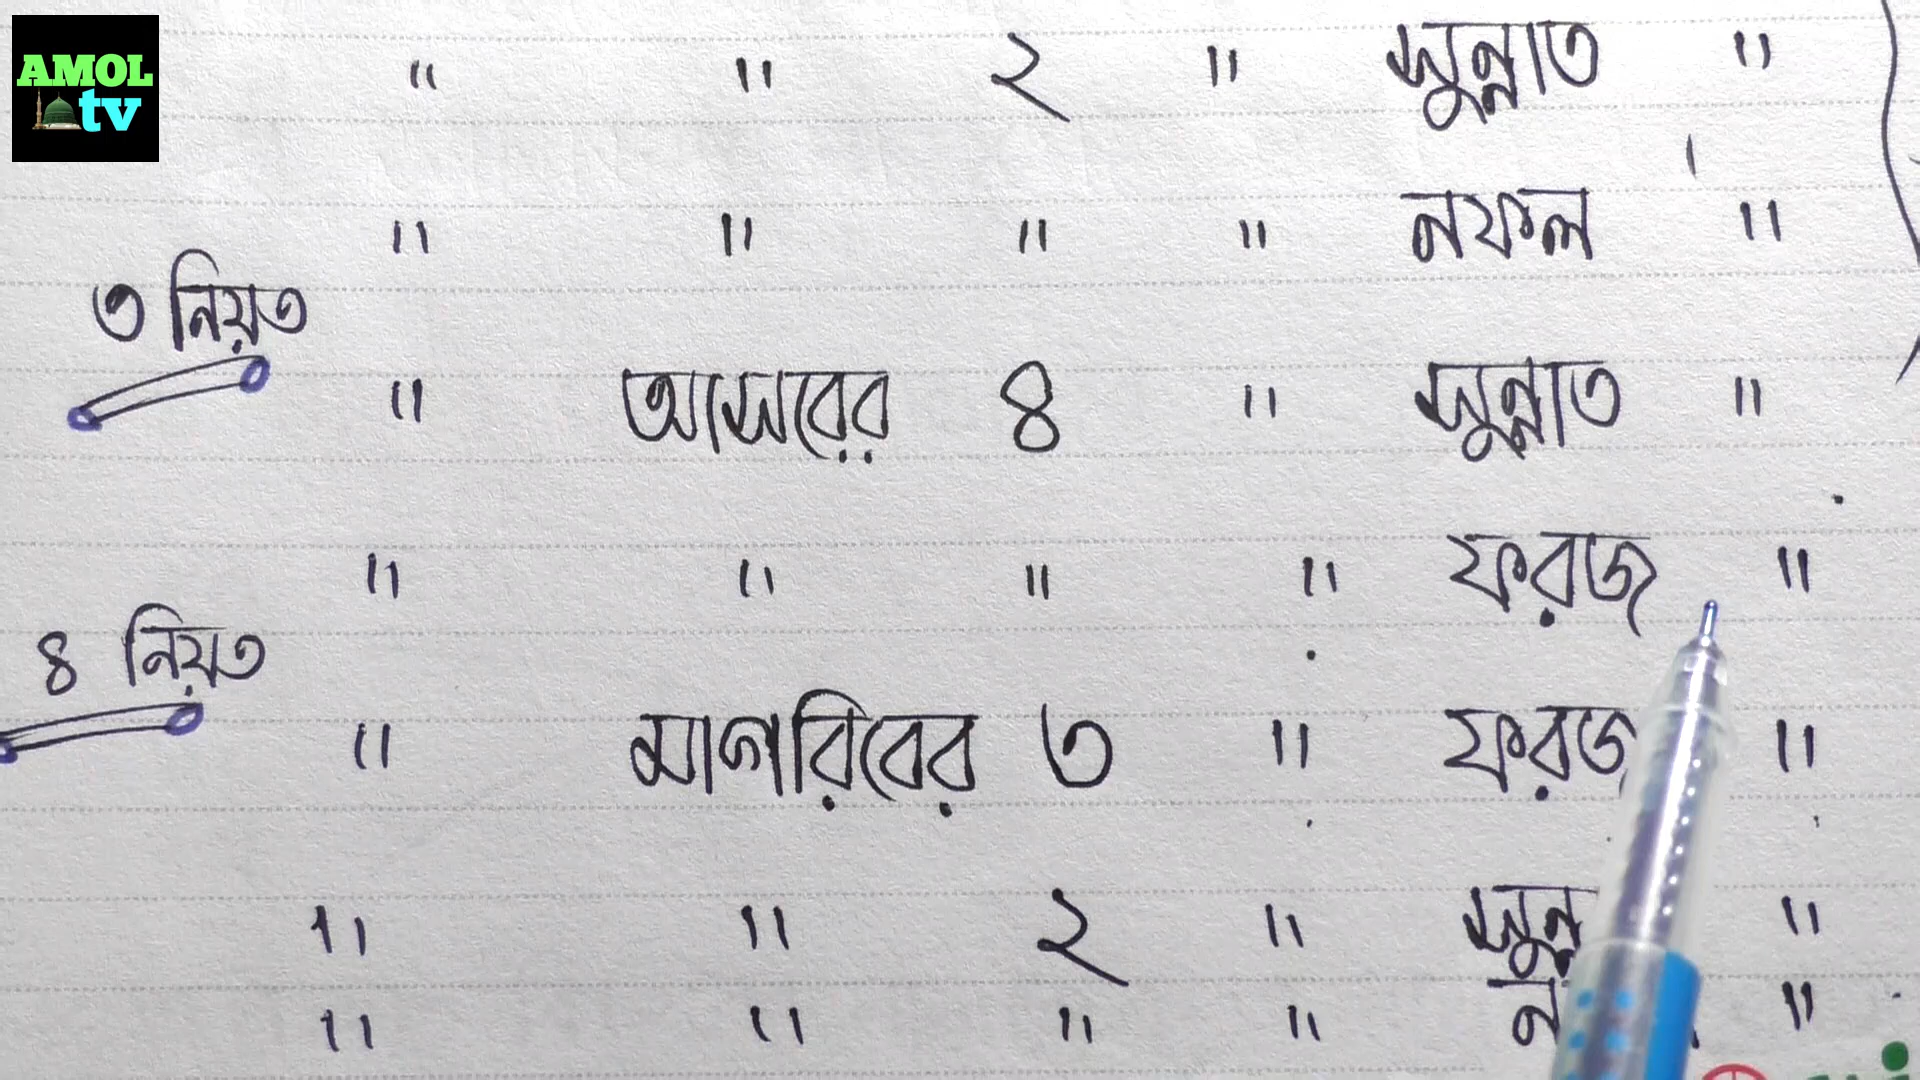 AMOL
tv
" " ২ " সুন্নাত "
" " " " নফল "
৩ নিয়ত
" আসরের ৪ " সুন্নাত "
" " " " ফরজ "
৪ নিয়ত
" মাগরিবের ৩ " ফরজ "
" " ২ " "
" " " " "